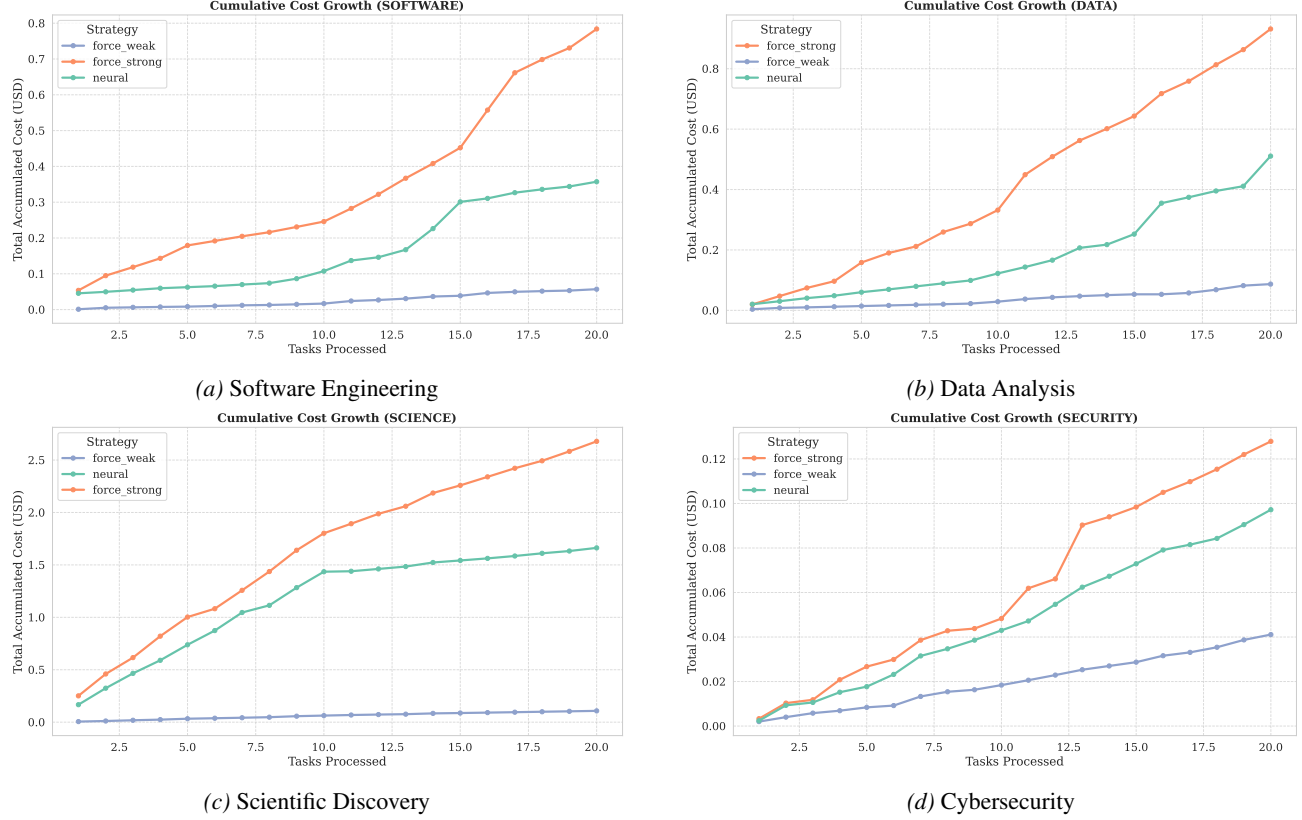 Cumulative Cost Growth (SOFTWARE)
Total Accumulated Cost (USD)
0.8
0.7
0.6
0.5
0.4
0.3
0.2
0.1
0.0
Strategy
force_weak
force_strong
neural
2.5 5.0 7.5 10.0 12.5 15.0 17.5 20.0
Tasks Processed
(a) Software Engineering
Cumulative Cost Growth (DATA)
Total Accumulated Cost (USD)
0.8
0.6
0.4
0.2
0.0
Strategy
force_strong
force_weak
neural
2.5 5.0 7.5 10.0 12.5 15.0 17.5 20.0
Tasks Processed
(b) Data Analysis
Cumulative Cost Growth (SCIENCE)
Total Accumulated Cost (USD)
2.5
2.0
1.5
1.0
0.5
0.0
Strategy
force_weak
neural
force_strong
2.5 5.0 7.5 10.0 12.5 15.0 17.5 20.0
Tasks Processed
(c) Scientific Discovery
Cumulative Cost Growth (SECURITY)
Total Accumulated Cost (USD)
0.12
0.10
0.08
0.06
0.04
0.02
0.00
Strategy
force_strong
force_weak
neural
2.5 5.0 7.5 10.0 12.5 15.0 17.5 20.0
Tasks Processed
(d) Cybersecurity